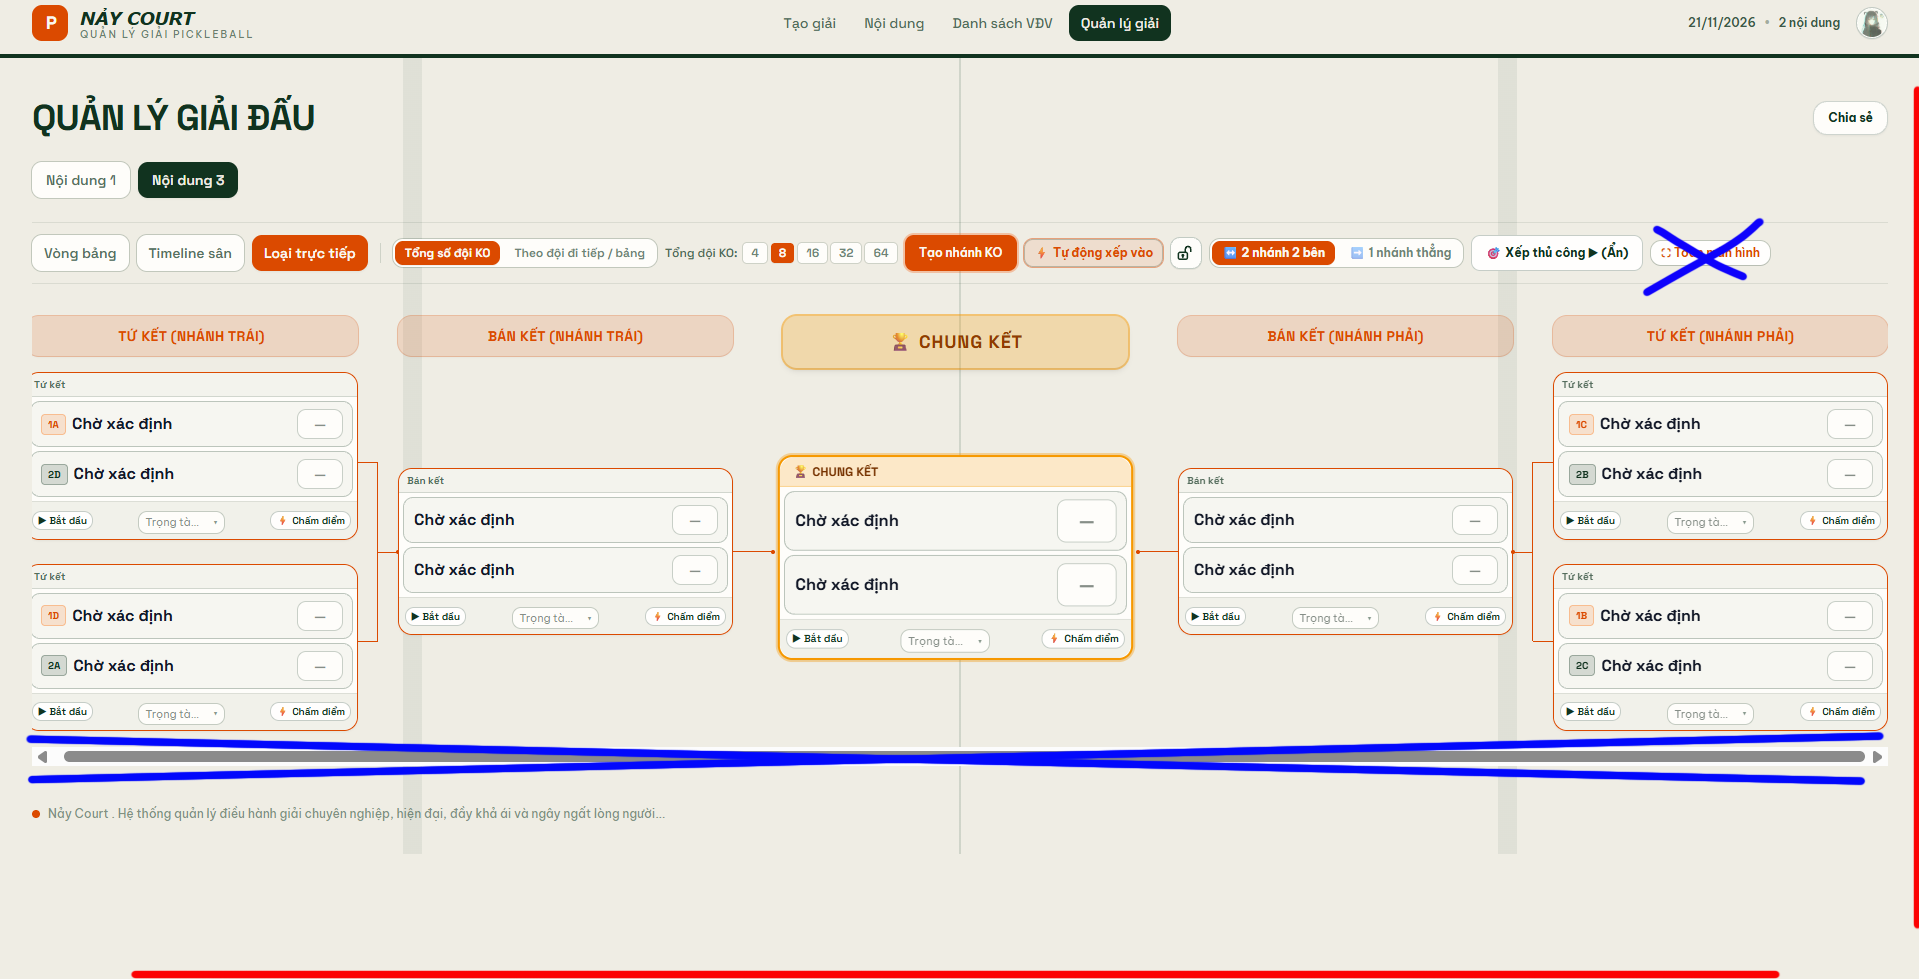 P
NẢY COURT
QUẢN LÝ GIẢI PICKLEBALL
Tạo giải
Nội dung
Danh sách VĐV
Quản lý giải
21/11/2026 • 2 nội dung
QUẢN LÝ GIẢI ĐẤU
Chia sẻ
Nội dung 1
Nội dung 3
Vòng bảng
Timeline sân
Loại trực tiếp
Tổng số đội KO
Theo đội đi tiếp / bảng
Tổng đội KO:
4
8
16
32
64
Tạo nhánh KO
Tự động xếp vào
2 nhánh 2 bên
1 nhánh thẳng
Xếp thủ công ▶ (Ẩn)
hình
TỨ KẾT (NHÁNH TRÁI)
BÁN KẾT (NHÁNH TRÁI)
CHUNG KẾT
BÁN KẾT (NHÁNH PHẢI)
TỨ KẾT (NHÁNH PHẢI)
Tứ kết
1A Chờ xác định —
2D Chờ xác định —
▶ Bắt đầu
Trọng tà...
Chấm điểm
Tứ kết
1D Chờ xác định —
2A Chờ xác định —
▶ Bắt đầu
Trọng tà...
Chấm điểm
Bán kết
Chờ xác định —
Chờ xác định —
▶ Bắt đầu
Trọng tà...
Chấm điểm
CHUNG KẾT
Chờ xác định —
Chờ xác định —
▶ Bắt đầu
Trọng tà...
Chấm điểm
Bán kết
Chờ xác định —
Chờ xác định —
▶ Bắt đầu
Trọng tà...
Chấm điểm
Tứ kết
1C Chờ xác định —
2B Chờ xác định —
▶ Bắt đầu
Trọng tà...
Chấm điểm
Tứ kết
1B Chờ xác định —
2C Chờ xác định —
▶ Bắt đầu
Trọng tà...
Chấm điểm
Nảy Court . Hệ thống quản lý điều hành giải chuyên nghiệp, hiện đại, đầy khả ái và ngây ngất lòng người...